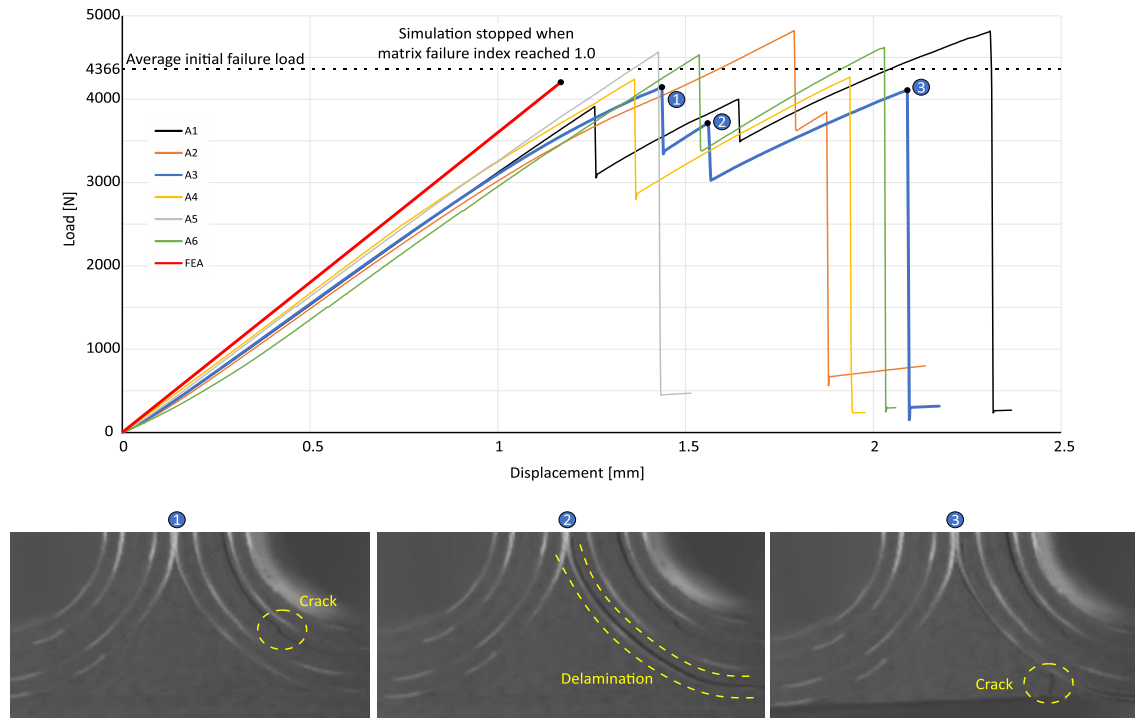 5000
Simulation stopped when
matrix failure index reached 1.0
Average initial failure load
4366
4000
1
3
2
A1
A2
3000
A3
A4
A5
2000
A6
FEA
1000
0
Load [N]
0
0.5
1
1.5
2
2.5
Displacement [mm]
1
2
3
Crack
Delamination
Crack